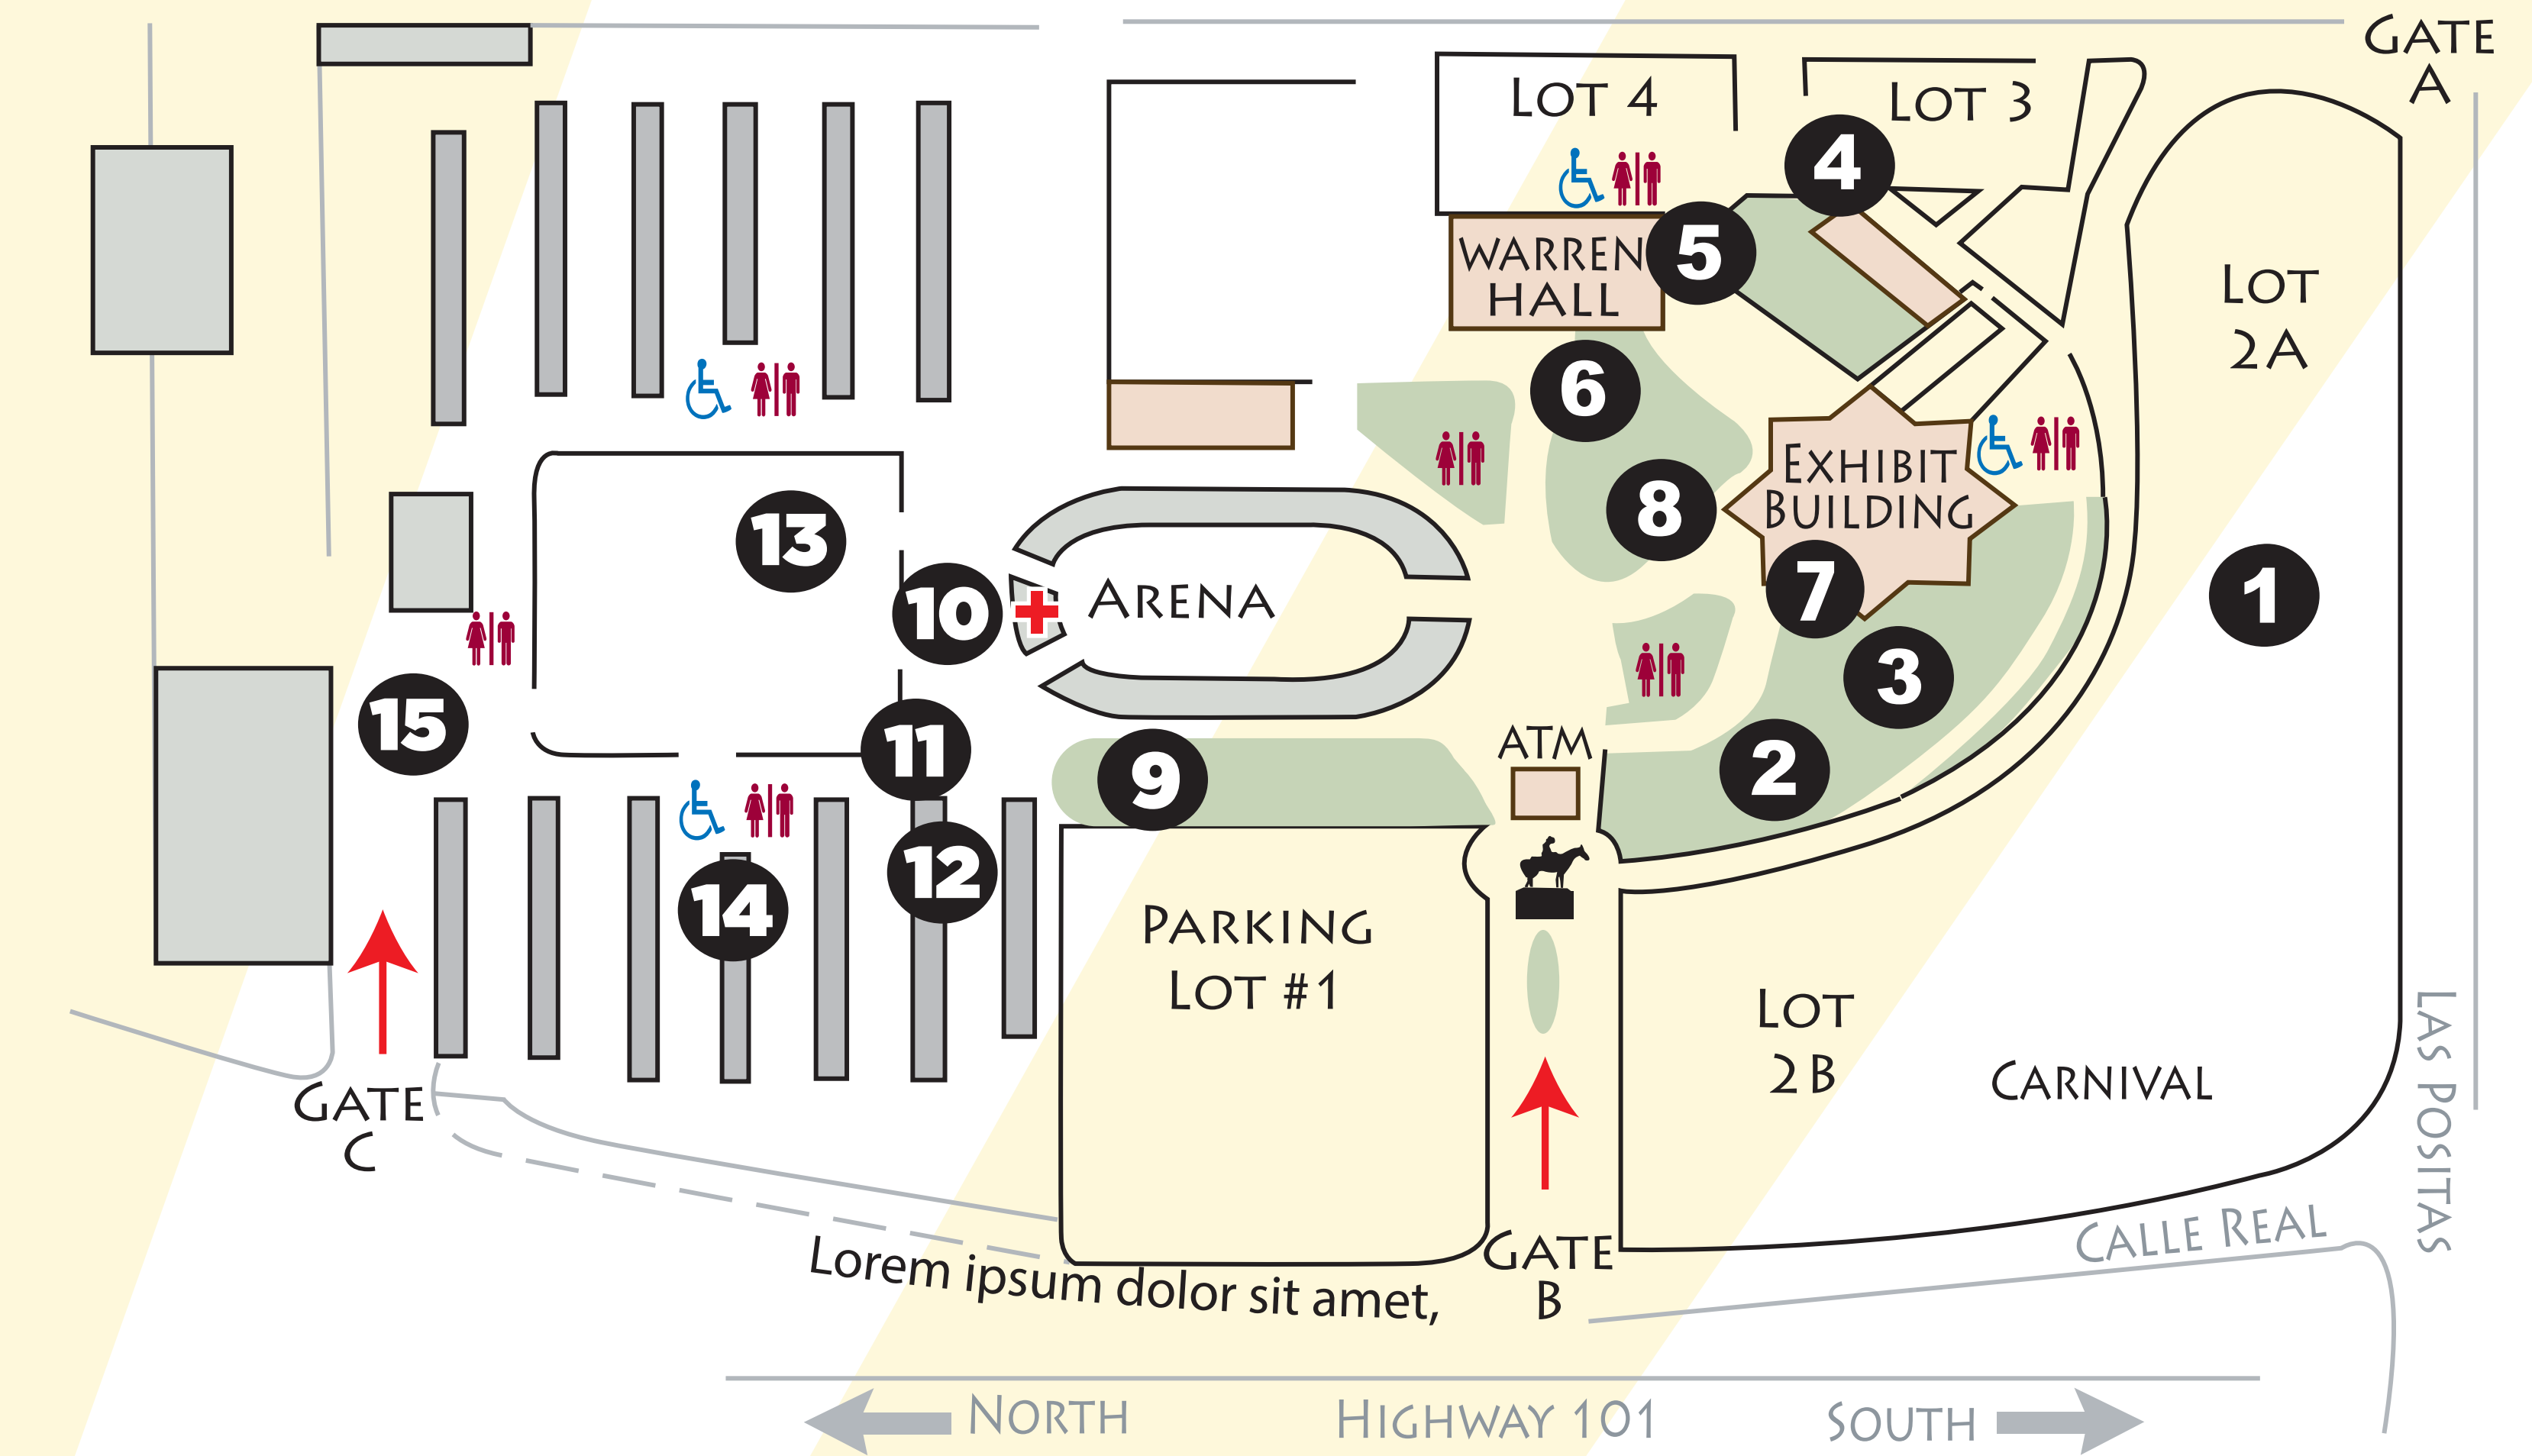 GATE
A
LOT 4
LOT 3
4
5
WARREN
HALL
LOT
2A
6
EXHIBIT
BUILDING
8
13
10
ARENA
7
1
3
15
11
ATM
9
2
12
14
PARKING
LOT #1
LOT
2B
CARNIVAL
LAS POSITAS
GATE
C
CALLE REAL
GATE
B
Lorem ipsum dolor sit amet,
NORTH
HIGHWAY 101
SOUTH